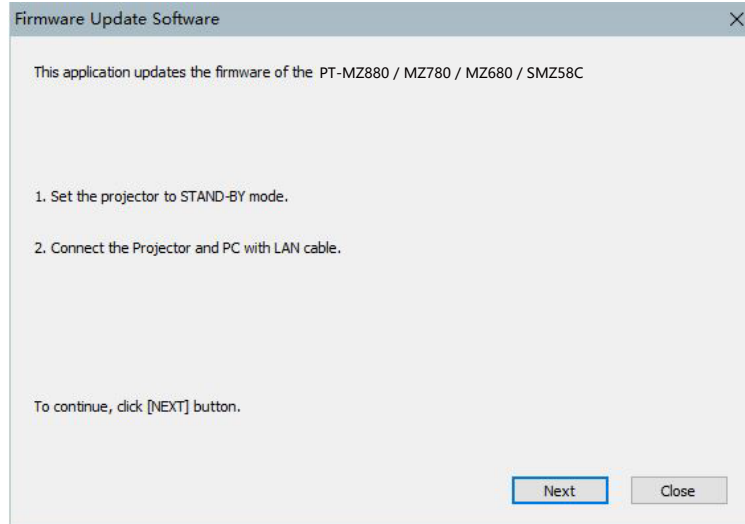 Firmware Update Software
This application updates the firmware of the PT-MZ880 / MZ780 / MZ680 / SMZ58C
1. Set the projector to STAND-BY mode.
2. Connect the Projector and PC with LAN cable.
To continue, click [NEXT] button.
Next Close